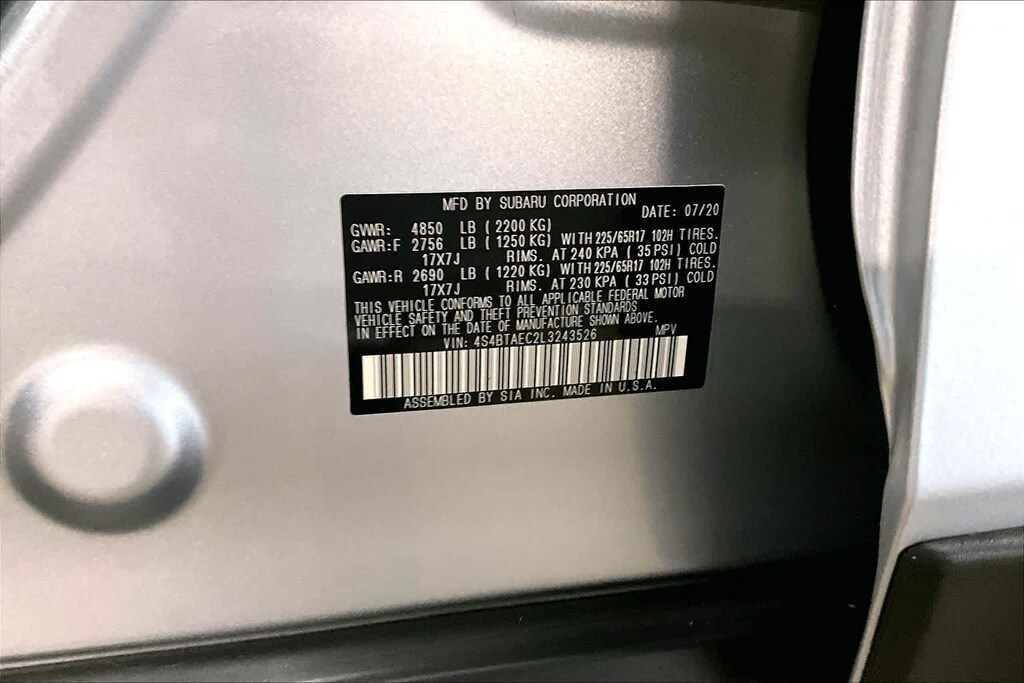 MFD BY SUBARU CORPORATION
DATE: 07/20
GVWR: 4850 LB ( 2200 KG)
GAWR:F 2756 LB ( 1250 KG) WITH 225/65R17 102H TIRES.
17X7J RIMS. AT 240 KPA ( 35 PSI) COLD
GAWR:R 2690 LB ( 1220 KG) WITH 225/65R17 102H TIRES.
17X7J RIMS. AT 230 KPA ( 33 PSI) COLD
THIS VEHICLE CONFORMS TO ALL APPLICABLE FEDERAL MOTOR
VEHICLE SAFETY AND THEFT PREVENTION STANDARDS
IN EFFECT ON THE DATE OF MANUFACTURE SHOWN ABOVE.
VIN: 4S4BTAEC2L3243526 MPV
ASSEMBLED BY SIA INC. MADE IN U.S.A.